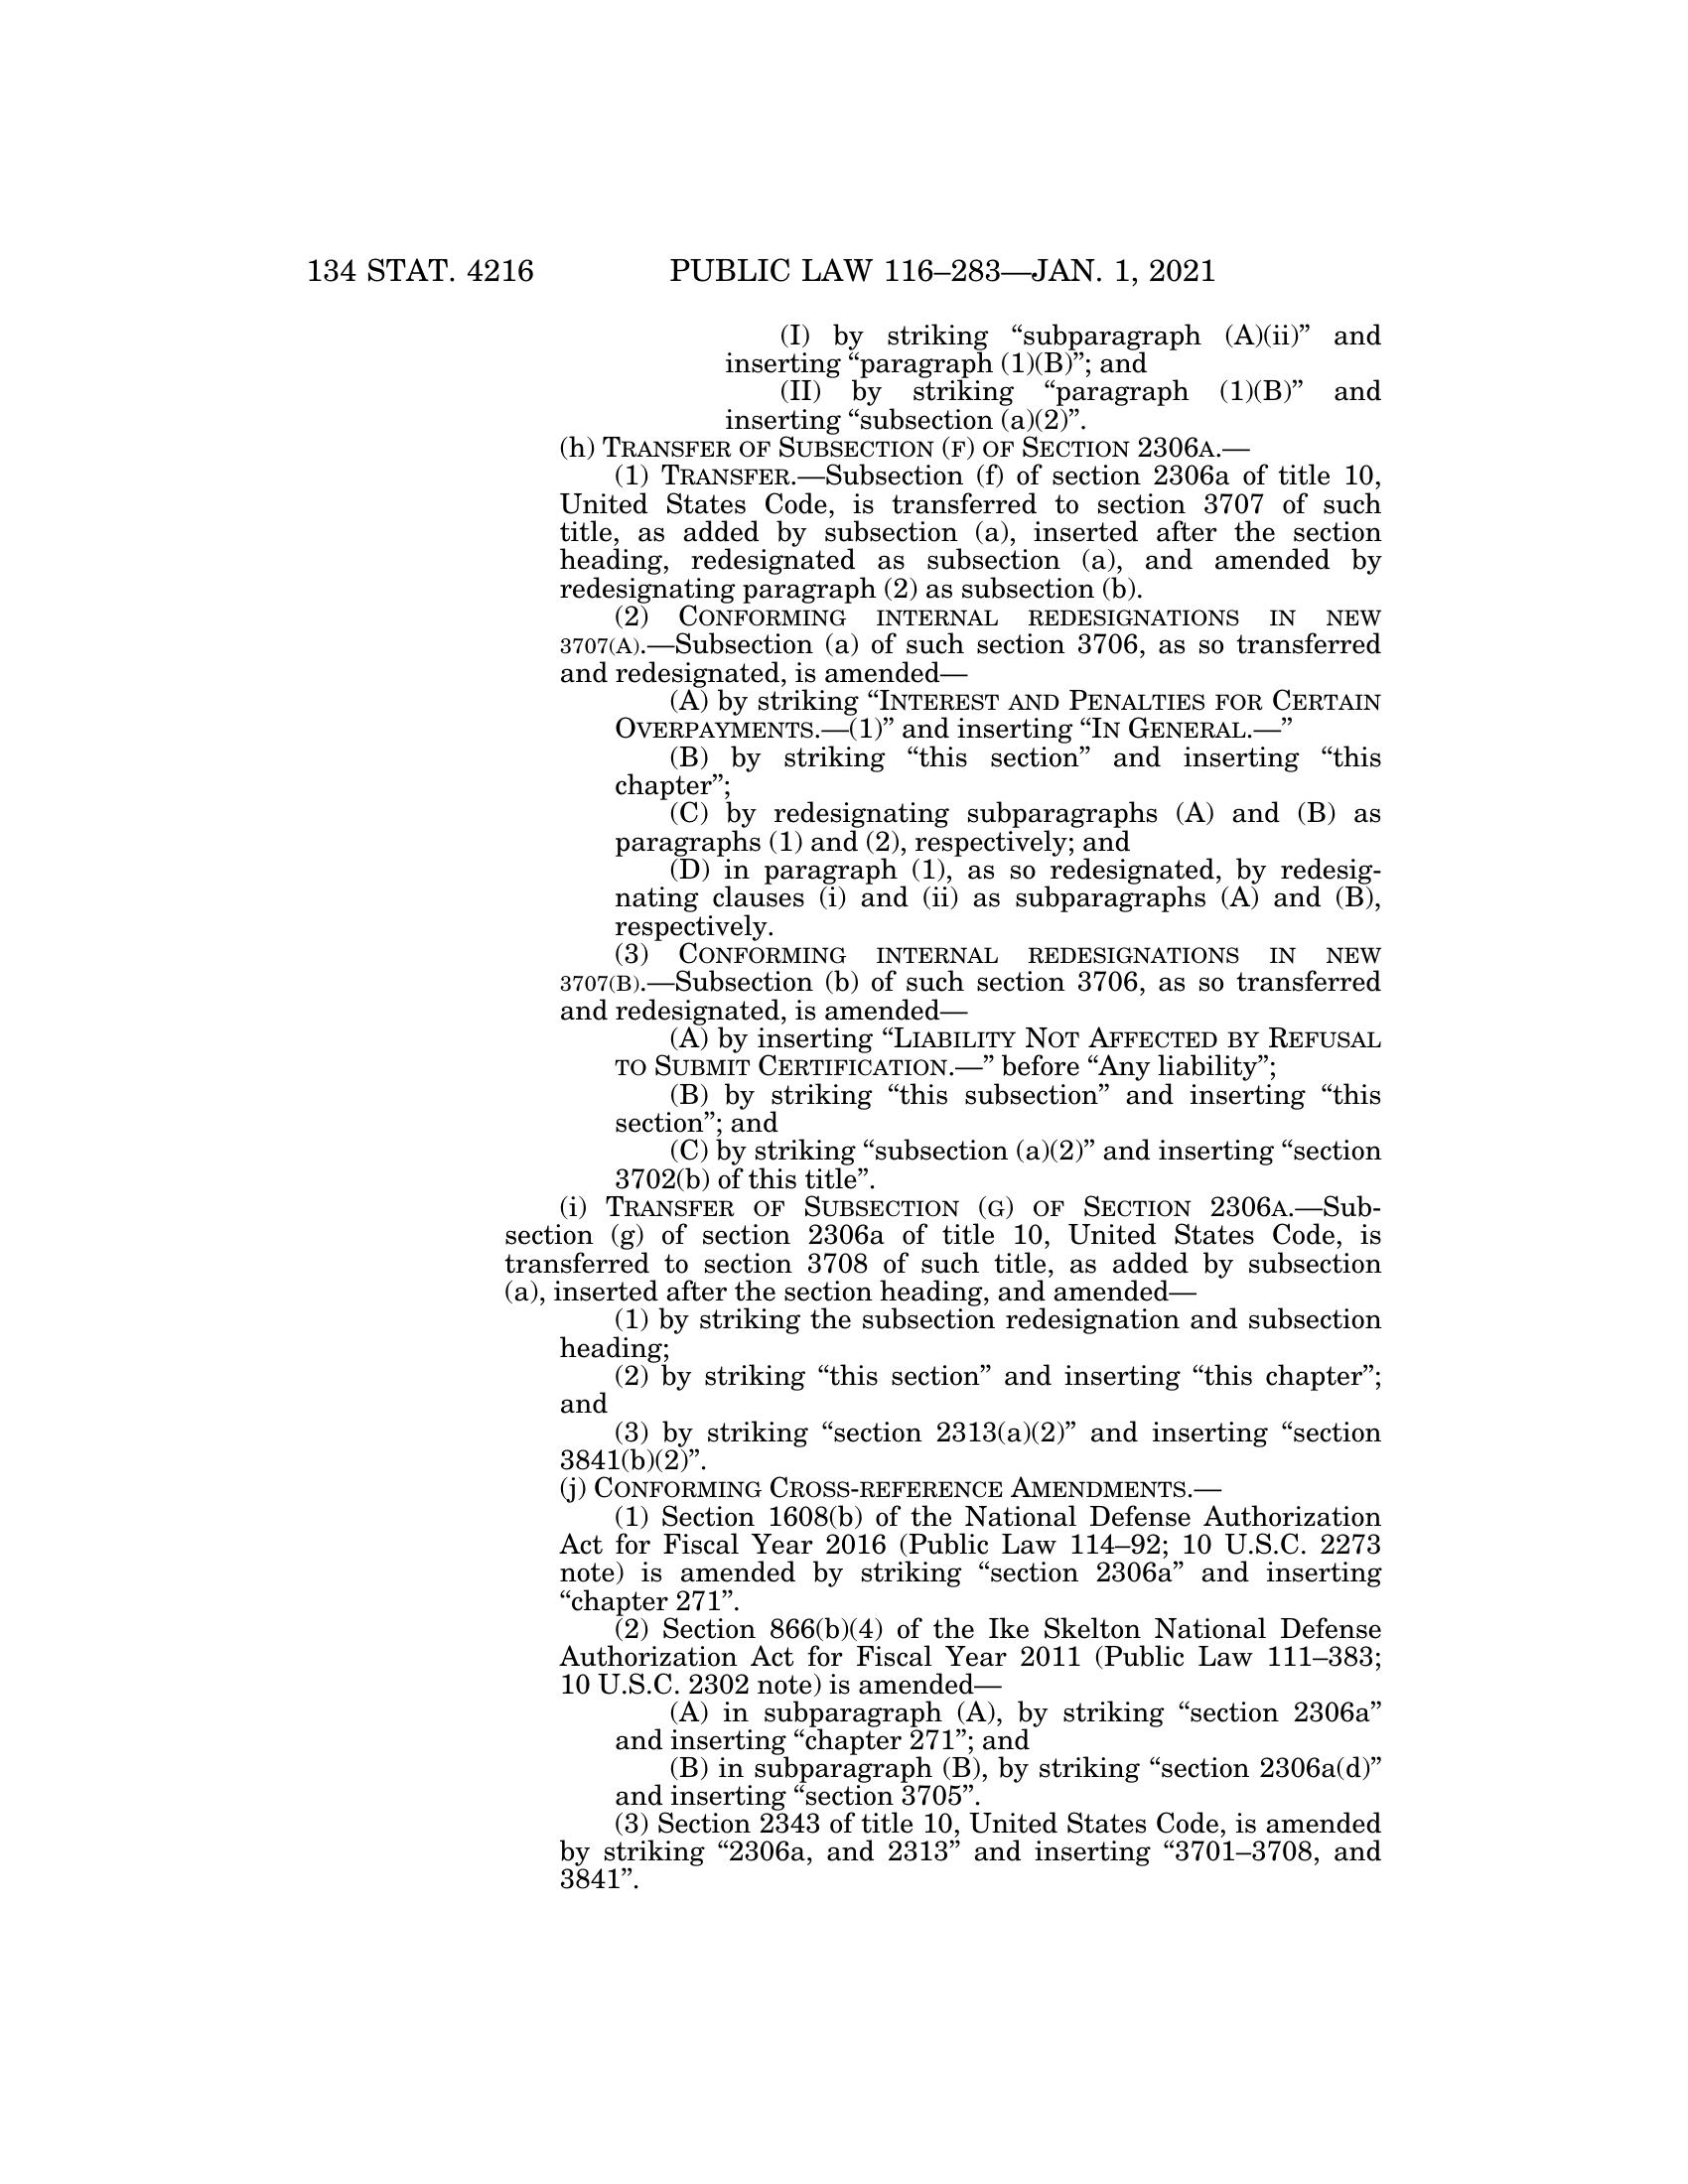 134 STAT. 4216 PUBLIC LAW 116–283—JAN. 1, 2021
(I) by striking “subparagraph (A)(ii)” and
inserting “paragraph (1)(B)”; and
(II) by striking “paragraph (1)(B)” and
inserting “subsection (a)(2)”.
(h) TRANSFER OF SUBSECTION (F) OF SECTION 2306A.—
(1) TRANSFER.—Subsection (f) of section 2306a of title 10,
United States Code, is transferred to section 3707 of such
title, as added by subsection (a), inserted after the section
heading, redesignated as subsection (a), and amended by
redesignating paragraph (2) as subsection (b).
(2) CONFORMING INTERNAL REDESIGNATIONS IN NEW
3707(A).—Subsection (a) of such section 3706, as so transferred
and redesignated, is amended—
(A) by striking “INTEREST AND PENALTIES FOR CERTAIN
OVERPAYMENTS.—(1)” and inserting “IN GENERAL.—”
(B) by striking “this section” and inserting “this
chapter”;
(C) by redesignating subparagraphs (A) and (B) as
paragraphs (1) and (2), respectively; and
(D) in paragraph (1), as so redesignated, by redesig-
nating clauses (i) and (ii) as subparagraphs (A) and (B),
respectively.
(3) CONFORMING INTERNAL REDESIGNATIONS IN NEW
3707(B).—Subsection (b) of such section 3706, as so transferred
and redesignated, is amended—
(A) by inserting “LIABILITY NOT AFFECTED BY REFUSAL
TO SUBMIT CERTIFICATION.—” before “Any liability”;
(B) by striking “this subsection” and inserting “this
section”; and
(C) by striking “subsection (a)(2)” and inserting “section
3702(b) of this title”.
(i) TRANSFER OF SUBSECTION (G) OF SECTION 2306A.—Sub-
section (g) of section 2306a of title 10, United States Code, is
transferred to section 3708 of such title, as added by subsection
(a), inserted after the section heading, and amended—
(1) by striking the subsection redesignation and subsection
heading;
(2) by striking “this section” and inserting “this chapter”;
and
(3) by striking “section 2313(a)(2)” and inserting “section
3841(b)(2)”.
(j) CONFORMING CROSS-REFERENCE AMENDMENTS.—
(1) Section 1608(b) of the National Defense Authorization
Act for Fiscal Year 2016 (Public Law 114–92; 10 U.S.C. 2273
note) is amended by striking “section 2306a” and inserting
“chapter 271”.
(2) Section 866(b)(4) of the Ike Skelton National Defense
Authorization Act for Fiscal Year 2011 (Public Law 111–383;
10 U.S.C. 2302 note) is amended—
(A) in subparagraph (A), by striking “section 2306a”
and inserting “chapter 271”; and
(B) in subparagraph (B), by striking “section 2306a(d)”
and inserting “section 3705”.
(3) Section 2343 of title 10, United States Code, is amended
by striking “2306a, and 2313” and inserting “3701–3708, and
3841”.